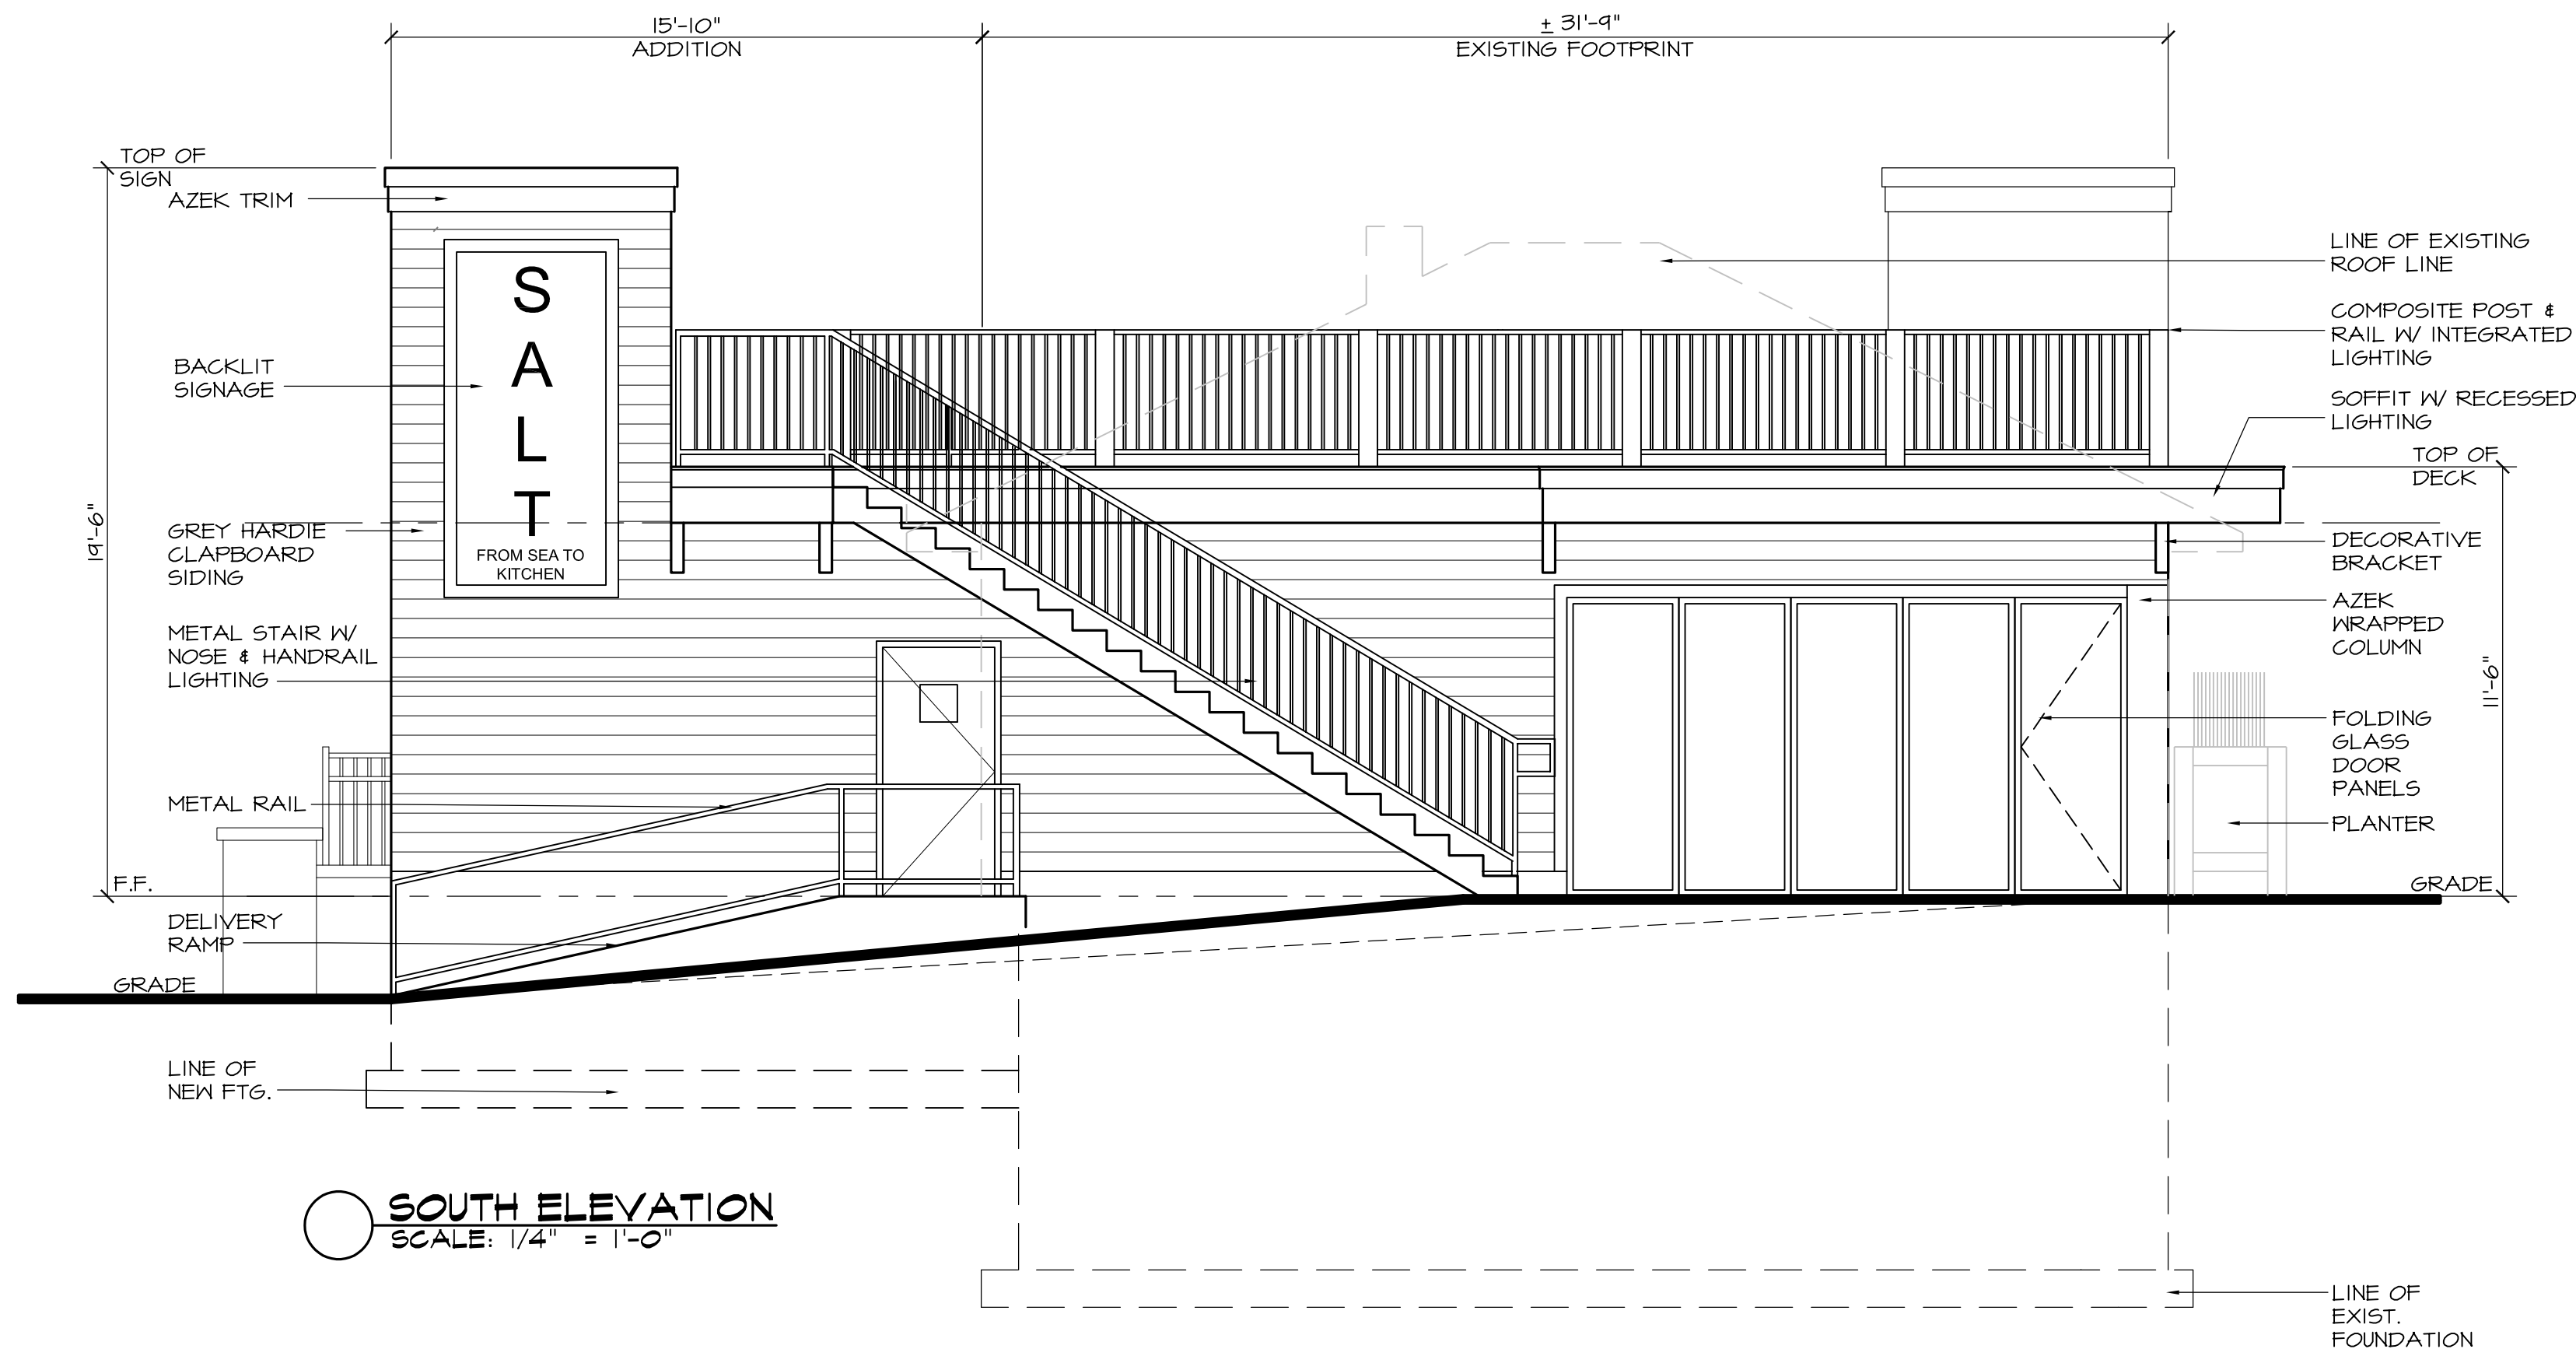 15'-10"
ADDITION
± 31'-9"
EXISTING FOOTPRINT
TOP OF
SIGN
AZEK TRIM
BACKLIT
SIGNAGE
19'-6"
GREY HARDIE
CLAPBOARD
SIDING
METAL STAIR W/
NOSE & HANDRAIL
LIGHTING
METAL RAIL
F.F.
DELIVERY
RAMP
GRADE
LINE OF
NEW FTG.
S
A
L
T
FROM SEA TO
KITCHEN
LINE OF EXISTING
ROOF LINE
COMPOSITE POST &
RAIL W/ INTEGRATED
LIGHTING
SOFFIT W/ RECESSED
LIGHTING
TOP OF
DECK
DECORATIVE
BRACKET
AZEK
WRAPPED
COLUMN
11'-6"
FOLDING
GLASS
DOOR
PANELS
PLANTER
GRADE
SOUTH ELEVATION
SCALE: 1/4" = 1'-0"
LINE OF
EXIST.
FOUNDATION